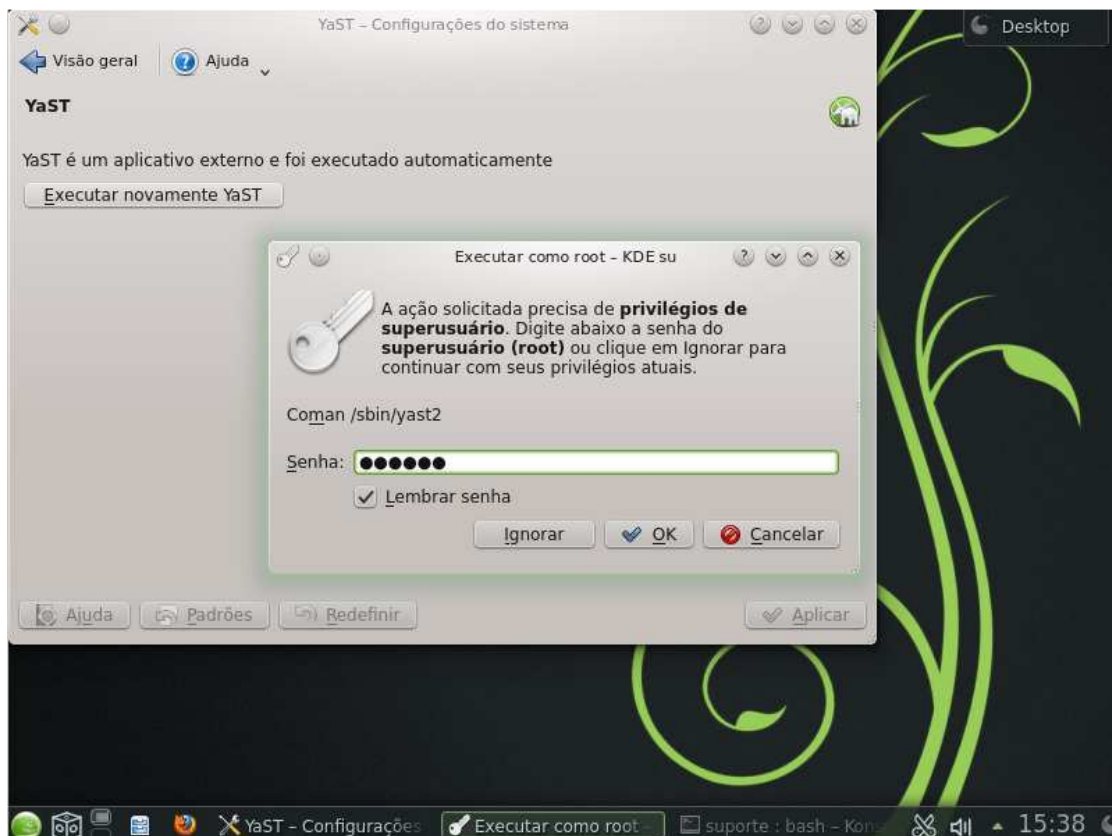 YaST – Configurações do sistema
Desktop
Visão geral
Ajuda
YaST
YaST é um aplicativo externo e foi executado automaticamente
Executar novamente YaST
Executar como root – KDE su
A ação solicitada precisa de privilégios de
superusuário. Digite abaixo a senha do
superusuário (root) ou clique em Ignorar para
continuar com seus privilégios atuais.
Coman /sbin/yast2
Senha: ●●●●●●
Lembrar senha
Ignorar
OK
Cancelar
Ajuda
Padrões
Redefinir
Aplicar
YaST – Configurações
Executar como root –
suporte : bash – Kons
15:38